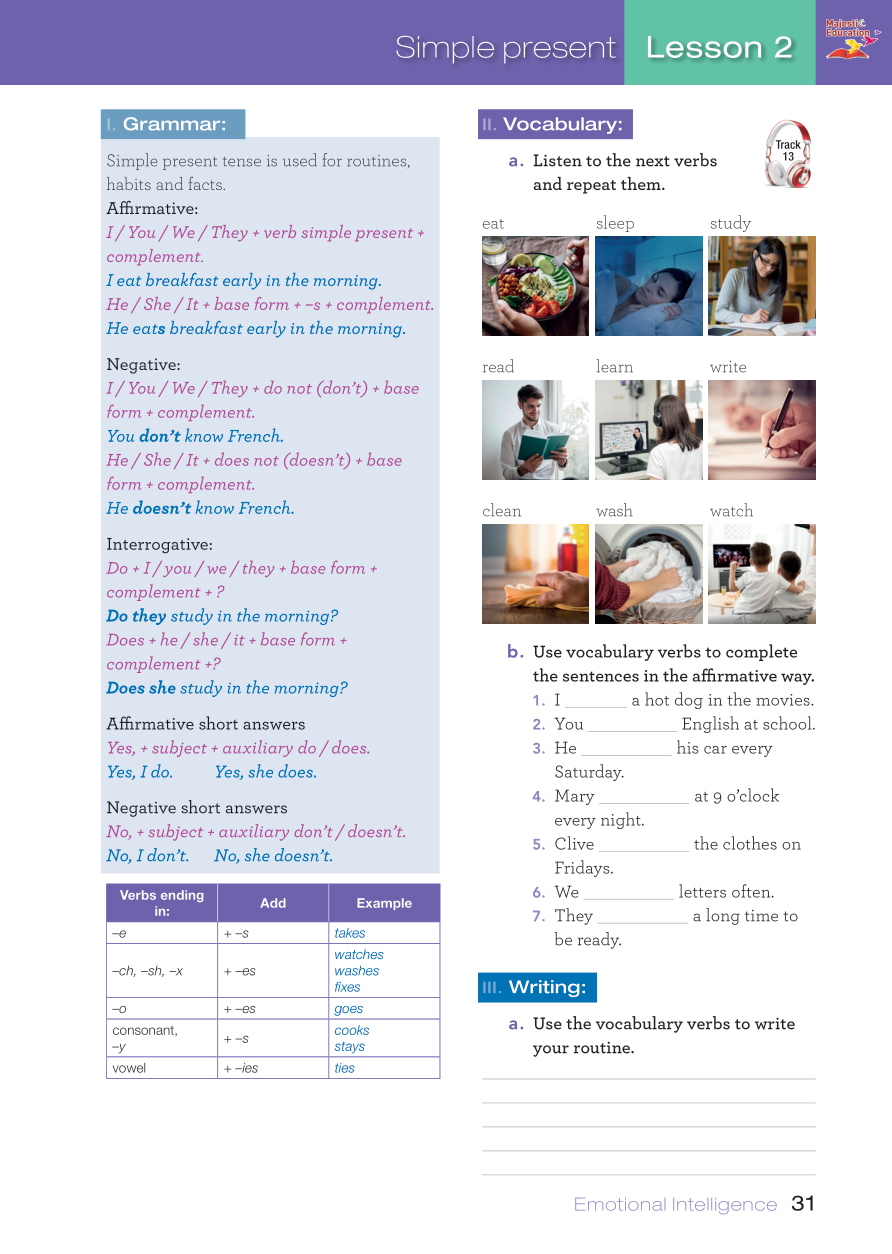 Simple present Lesson 2
Majestic Education
I. Grammar:
Simple present tense is used for routines,
habits and facts.
Affirmative:
I / You / We / They + verb simple present +
complement.
I eat breakfast early in the morning.
He / She / It + base form + –s + complement.
He eats breakfast early in the morning.
Negative:
I / You / We / They + do not (don’t) + base
form + complement.
You don’t know French.
He / She / It + does not (doesn’t) + base
form + complement.
He doesn’t know French.
Interrogative:
Do + I / you / we / they + base form +
complement + ?
Do they study in the morning?
Does + he / she / it + base form +
complement +?
Does she study in the morning?
Affirmative short answers
Yes, + subject + auxiliary do / does.
Yes, I do. Yes, she does.
Negative short answers
No, + subject + auxiliary don’t / doesn’t.
No, I don’t. No, she doesn’t.
Verbs ending
in:
Add
Example
–e + –s takes
–ch, –sh, –x + –es watches
washes
fixes
–o + –es goes
consonant,
–y
+ –s
cooks
stays
vowel + –ies ties
II. Vocabulary:
a. Listen to the next verbs
and repeat them.
Track
13
eat sleep study
read learn write
clean wash watch
b. Use vocabulary verbs to complete
the sentences in the affirmative way.
1. I ______ a hot dog in the movies.
2. You _________ English at school.
3. He _________ his car every
Saturday.
4. Mary _________ at 9 o’clock
every night.
5. Clive _________ the clothes on
Fridays.
6. We _________ letters often.
7. They _________ a long time to
be ready.
III. Writing:
a. Use the vocabulary verbs to write
your routine.
Emotional Intelligence 31